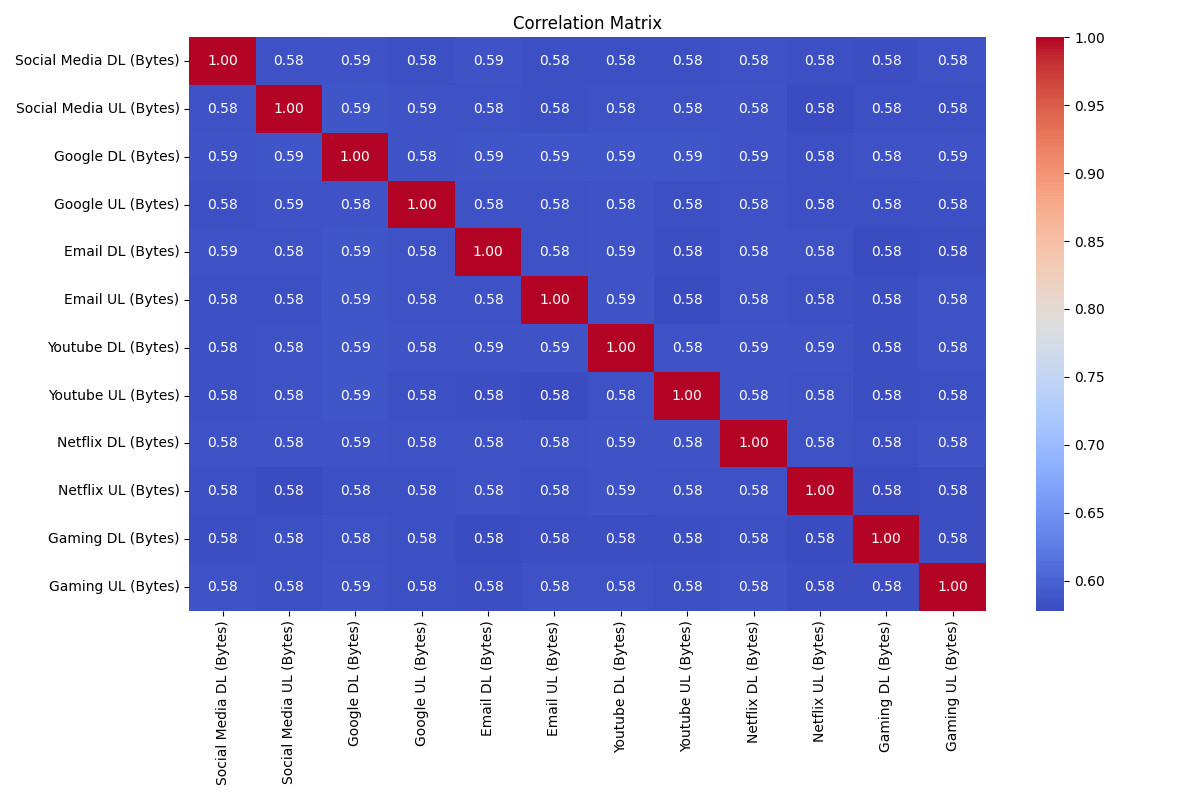 Correlation Matrix
Social Media DL (Bytes) 1.00 0.58 0.59 0.58 0.59 0.58 0.58 0.58 0.58 0.58 0.58 0.58
Social Media UL (Bytes) 0.58 1.00 0.59 0.59 0.58 0.58 0.58 0.58 0.58 0.58 0.58 0.58
Google DL (Bytes) 0.59 0.59 1.00 0.58 0.59 0.59 0.59 0.59 0.59 0.58 0.58 0.59
Google UL (Bytes) 0.58 0.59 0.58 1.00 0.58 0.58 0.58 0.58 0.58 0.58 0.58 0.58
Email DL (Bytes) 0.59 0.58 0.59 0.58 1.00 0.58 0.59 0.58 0.58 0.58 0.58 0.58
Email UL (Bytes) 0.58 0.58 0.59 0.58 0.58 1.00 0.59 0.58 0.58 0.58 0.58 0.58
Youtube DL (Bytes) 0.58 0.58 0.59 0.58 0.59 0.59 1.00 0.58 0.59 0.59 0.58 0.58
Youtube UL (Bytes) 0.58 0.58 0.59 0.58 0.58 0.58 0.58 1.00 0.58 0.58 0.58 0.58
Netflix DL (Bytes) 0.58 0.58 0.59 0.58 0.58 0.58 0.59 0.58 1.00 0.58 0.58 0.58
Netflix UL (Bytes) 0.58 0.58 0.58 0.58 0.58 0.58 0.59 0.58 0.58 1.00 0.58 0.58
Gaming DL (Bytes) 0.58 0.58 0.58 0.58 0.58 0.58 0.58 0.58 0.58 0.58 1.00 0.58
Gaming UL (Bytes) 0.58 0.58 0.59 0.58 0.58 0.58 0.58 0.58 0.58 0.58 0.58 1.00
Social Media DL (Bytes)
Social Media UL (Bytes)
Google DL (Bytes)
Google UL (Bytes)
Email DL (Bytes)
Email UL (Bytes)
Youtube DL (Bytes)
Youtube UL (Bytes)
Netflix DL (Bytes)
Netflix UL (Bytes)
Gaming DL (Bytes)
Gaming UL (Bytes)
1.00
0.95
0.90
0.85
0.80
0.75
0.70
0.65
0.60